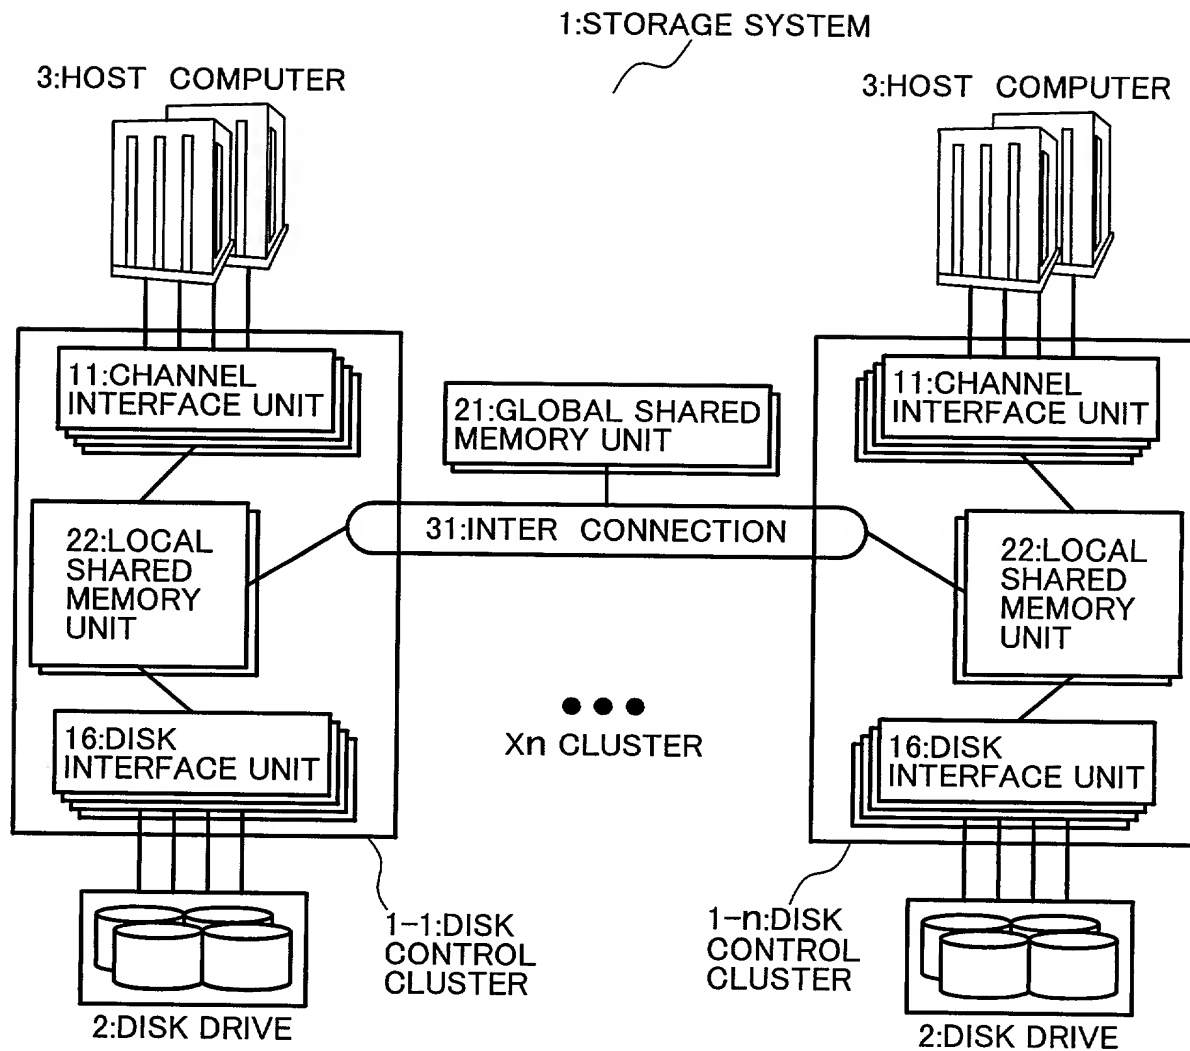 1:STORAGE SYSTEM
3:HOST COMPUTER
3:HOST COMPUTER
11:CHANNEL
INTERFACE UNIT
21:GLOBAL SHARED
MEMORY UNIT
11:CHANNEL
INTERFACE UNIT
31:INTER CONNECTION
22:LOCAL
SHARED
MEMORY
UNIT
22:LOCAL
SHARED
MEMORY
UNIT
Xn CLUSTER
16:DISK
INTERFACE UNIT
16:DISK
INTERFACE UNIT
1-1:DISK
CONTROL
CLUSTER
1-n:DISK
CONTROL
CLUSTER
2:DISK DRIVE
2:DISK DRIVE